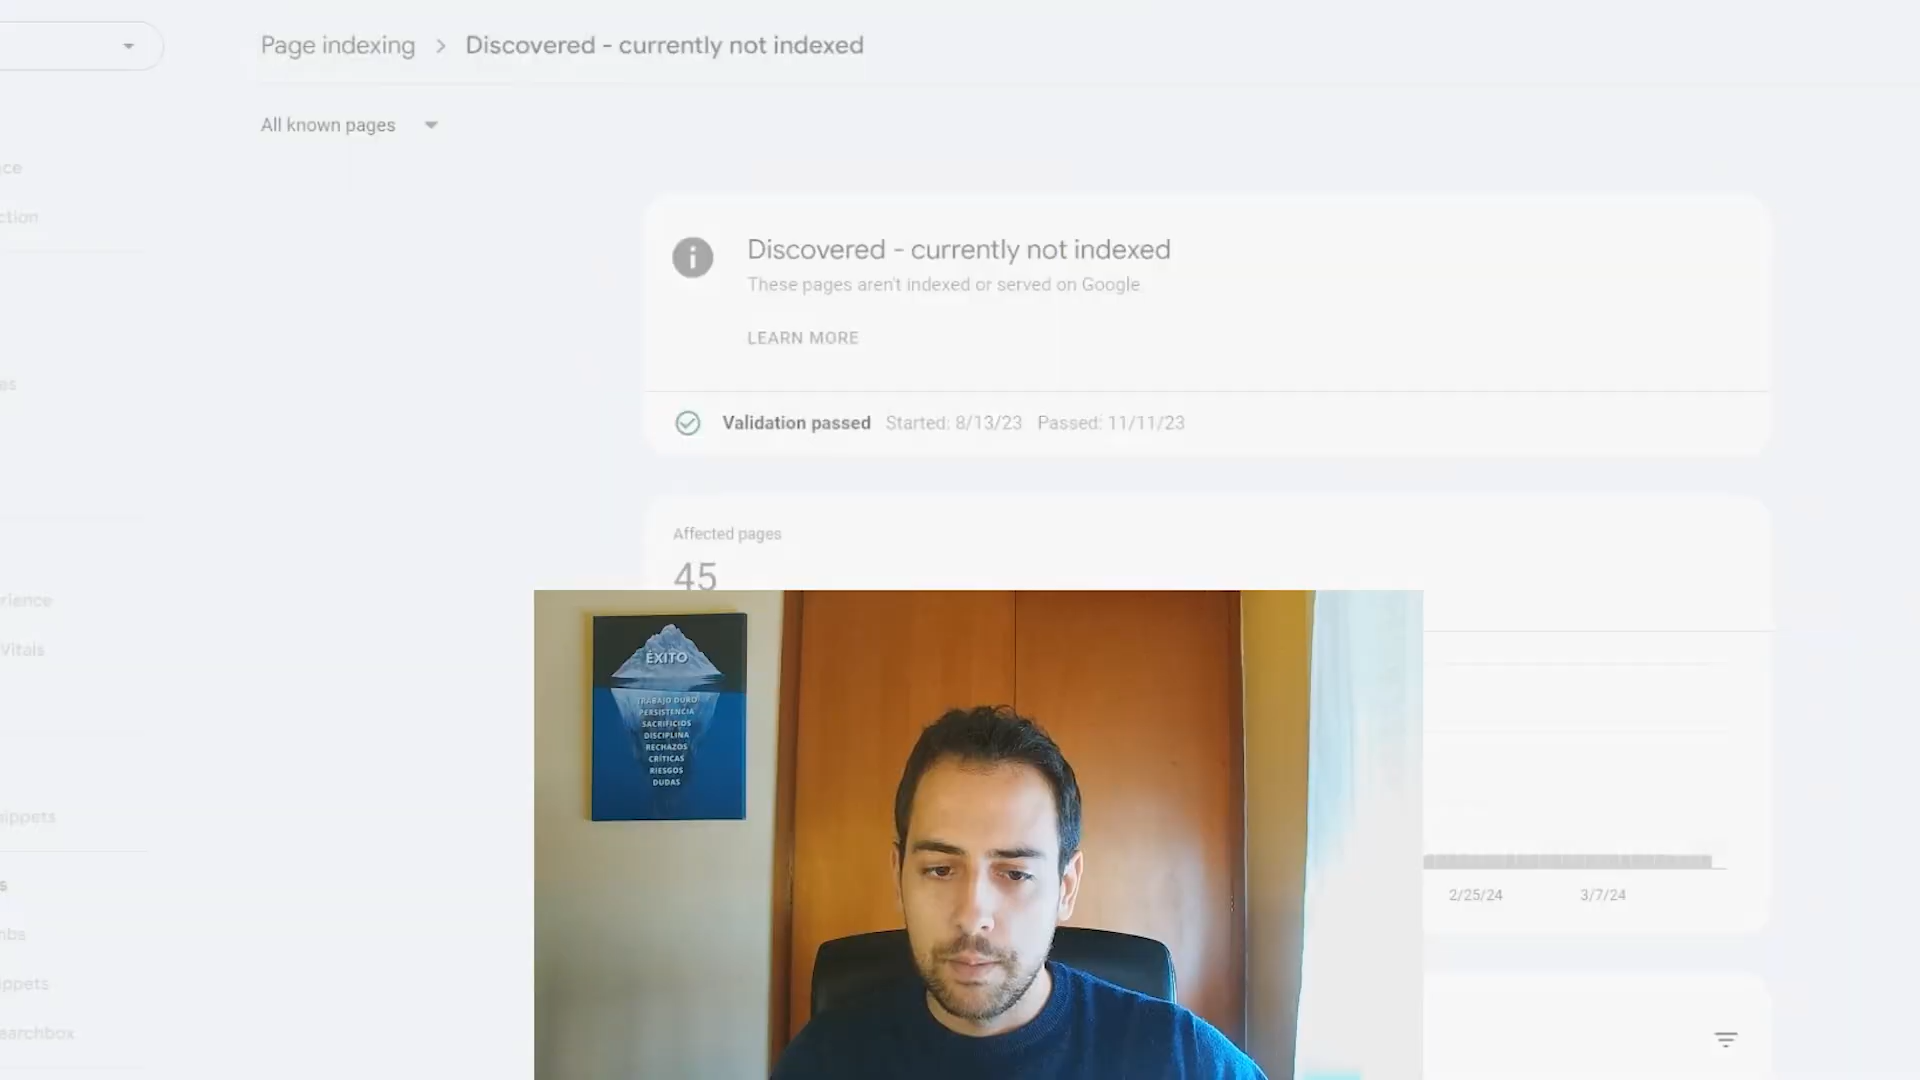 Page indexing > Discovered - currently not indexed
All known pages
ce
ction
Discovered - currently not indexed
These pages aren't indexed or served on Google
LEARN MORE
es
Validation passed Started: 8/13/23 Passed: 11/11/23
Affected pages
45
rience
Vitals
ÉXITO
TRABAJO DURO
PERSISTENCIA
SACRIFICIOS
DISCIPLINA
RECHAZOS
CRÍTICAS
RIESGOS
DUDAS
nippets
s
2/25/24 3/7/24
mbs
ippets
earchbox